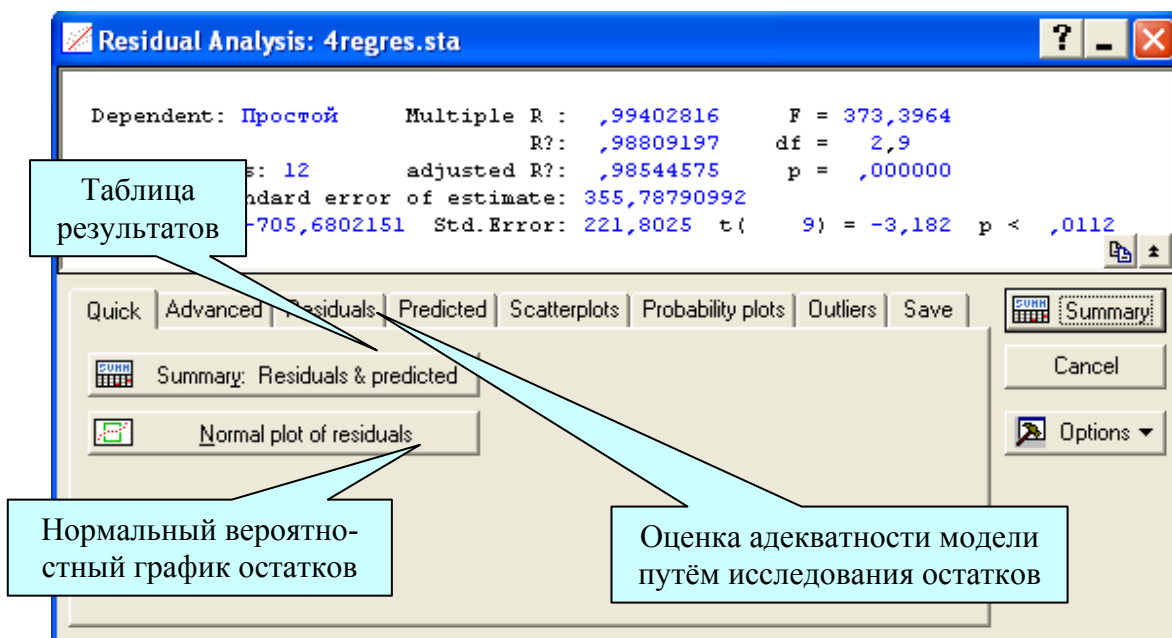 Residual Analysis: 4regres.sta
Dependent: Простой Multiple R : ,99402816 F = 373,3964
R?: ,98809197 df = 2,9
s: 12 adjusted R?: ,98544575 p = ,000000
ndard error of estimate: 355,78790992
-705,6802151 Std.Error: 221,8025 t( 9) = -3,182 p < ,0112
Таблица
результатов
Quick Advanced Residuals Predicted Scatterplots Probability plots Outliers Save
Summary
Cancel
Options
Summary: Residuals & predicted
Normal plot of residuals
Нормальный вероятно-
стный график остатков
Оценка адекватности модели
путём исследования остатков